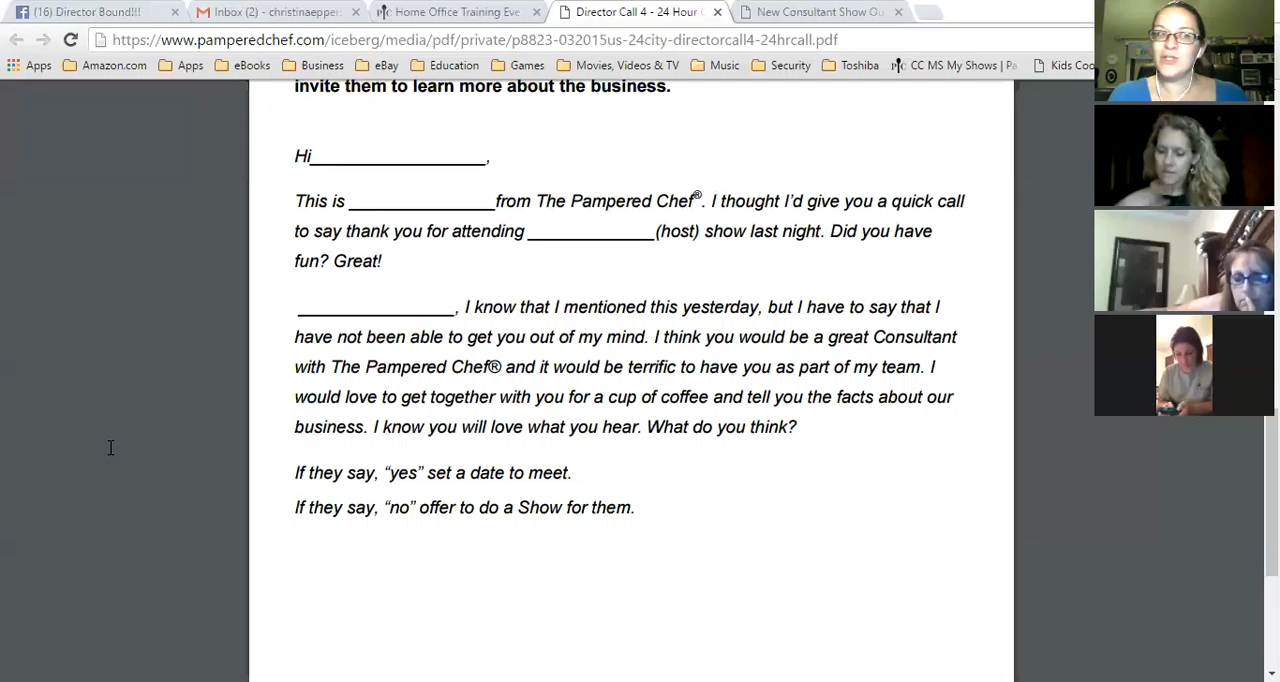 (16) Director Bound!!!
Inbox (2) - christinaepper
Home Office Training Eve
Director Call 4 - 24 Hour
New Consultant Show Ou
https://www.pamperedchef.com/iceberg/media/pdf/private/p8823-032015us-24city-directorcall4-24hrcall.pdf
Apps Amazon.com Apps eBooks Business eBay Education Games Movies, Videos & TV Music Security Toshiba CC MS My Shows | Pa Kids Coo
invite them to learn more about the business.
Hi__________________,
This is _______________from The Pampered Chef®. I thought I'd give you a quick call
to say thank you for attending _____________(host) show last night. Did you have
fun? Great!
________________, I know that I mentioned this yesterday, but I have to say that I
have not been able to get you out of my mind. I think you would be a great Consultant
with The Pampered Chef® and it would be terrific to have you as part of my team. I
would love to get together with you for a cup of coffee and tell you the facts about our
business. I know you will love what you hear. What do you think?
If they say, "yes" set a date to meet.
If they say, "no" offer to do a Show for them.